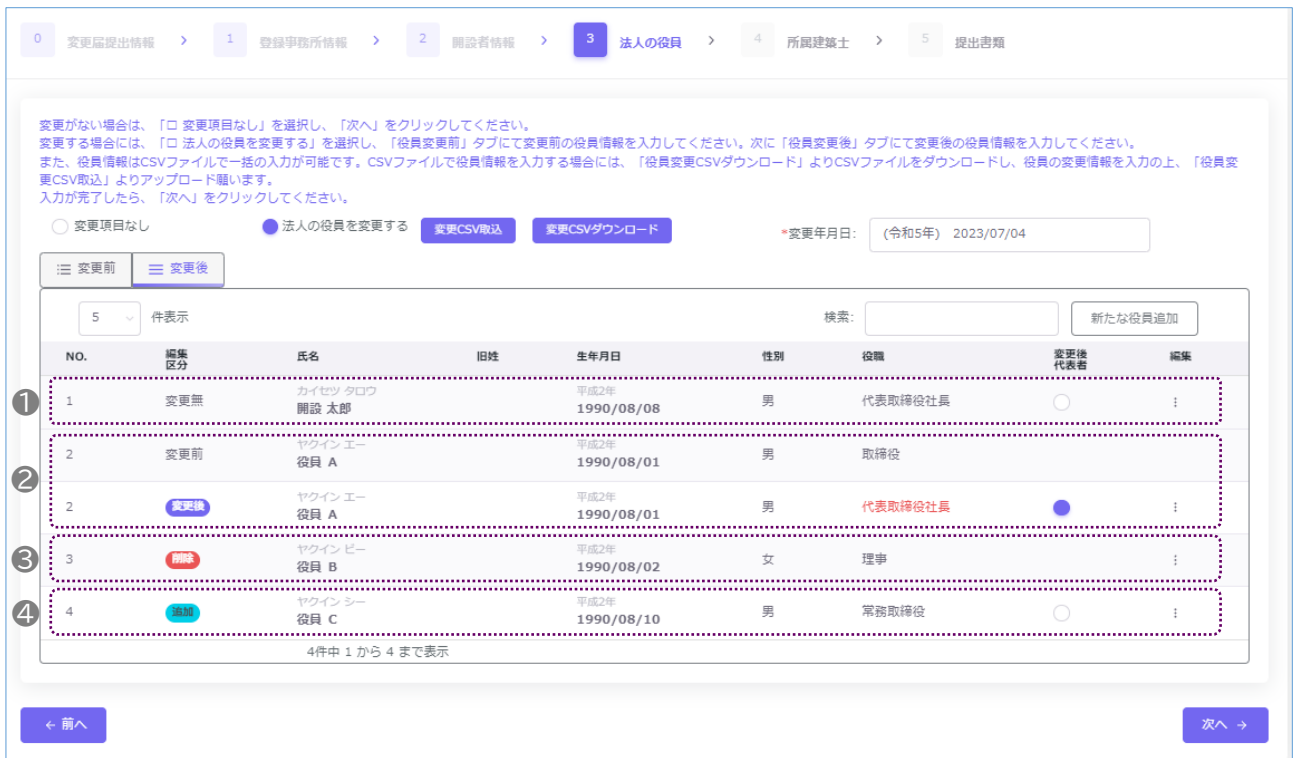 0 変更届提出情報 > 1 登録事務所情報 > 2 開設者情報 > 3 法人の役員 > 4 所属建築士 > 5 提出書類
変更がない場合は、「□ 変更項目なし」を選択し、「次へ」をクリックしてください。
変更する場合には、「□ 法人の役員を変更する」を選択し、「役員変更前」タブにて変更前の役員情報を入力してください。次に「役員変更後」タブにて変更後の役員情報を入力してください。
また、役員情報はCSVファイルで一括の入力が可能です。CSVファイルで役員情報を入力する場合には、「役員変更CSVダウンロード」よりCSVファイルをダウンロードし、役員の変更情報を入力の上、「役員変
更CSV取込」よりアップロード願います。
入力が完了したら、「次へ」をクリックしてください。
変更項目なし 法人の役員を変更する 変更CSV取込 変更CSVダウンロード *変更年月日: (令和5年) 2023/07/04
変更前 変更後
5 件表示 検索: 新たな役員追加
NO. 編集 氏名 旧姓 生年月日 性別 役職 変更後 編集
区分 代表者
❶ 1 変更無 カイセツ タロウ 平成2年 男 代表取締役社長 ⋮
開設 太郎 1990/08/08
❷ 2 変更前 ヤクイン エー 平成2年 男 取締役
役員 A 1990/08/01
2 変更後 ヤクイン エー 平成2年 男 代表取締役社長 ⋮
役員 A 1990/08/01
❸ 3 削除 ヤクイン ビー 平成2年 女 理事 ⋮
役員 B 1990/08/02
❹ 4 追加 ヤクイン シー 平成2年 男 常務取締役 ⋮
役員 C 1990/08/10
4件中 1 から 4 まで表示
← 前へ 次へ →